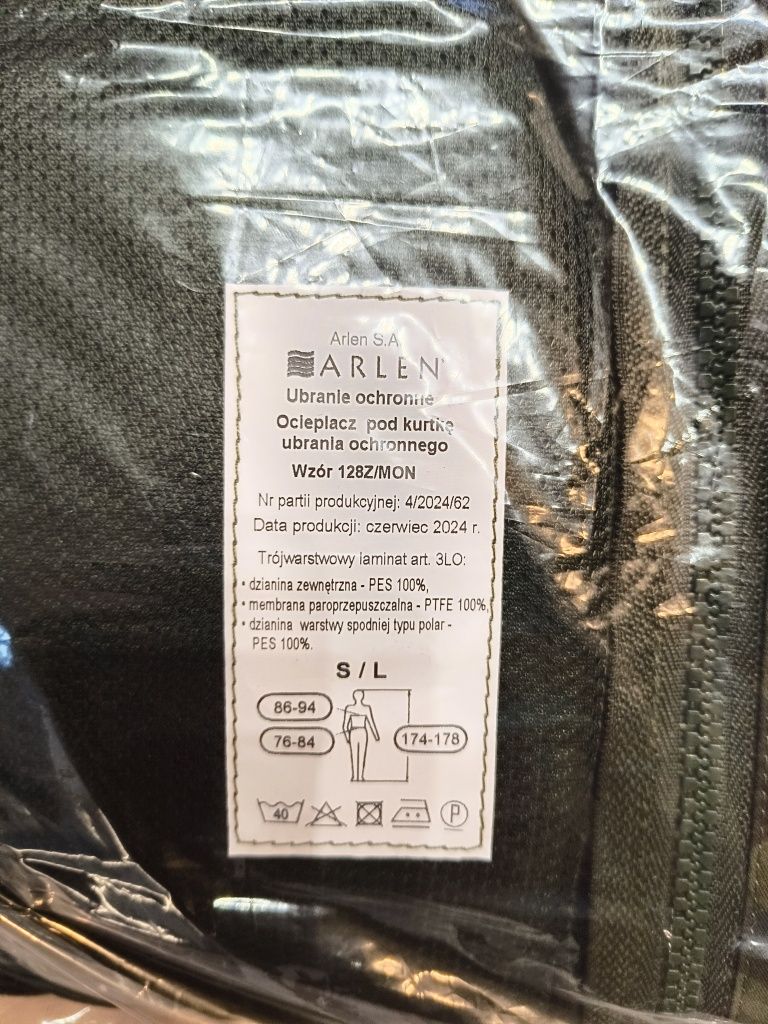 Arlen S.A.
ARLEN
Ubranie ochronne
Ocieplacz pod kurtkę
ubrania ochronnego
Wzór 128Z/MON
Nr partii produkcyjnej: 4/2024/62
Data produkcji: czerwiec 2024 r.
Trójwarstwowy laminat art. 3LO:
• dzianina zewnętrzna - PES 100%,
• membrana paroprzepuszczalna - PTFE 100%,
• dzianina warstwy spodniej typu polar -
PES 100%.
S / L
86-94
76-84 174-178
40 P